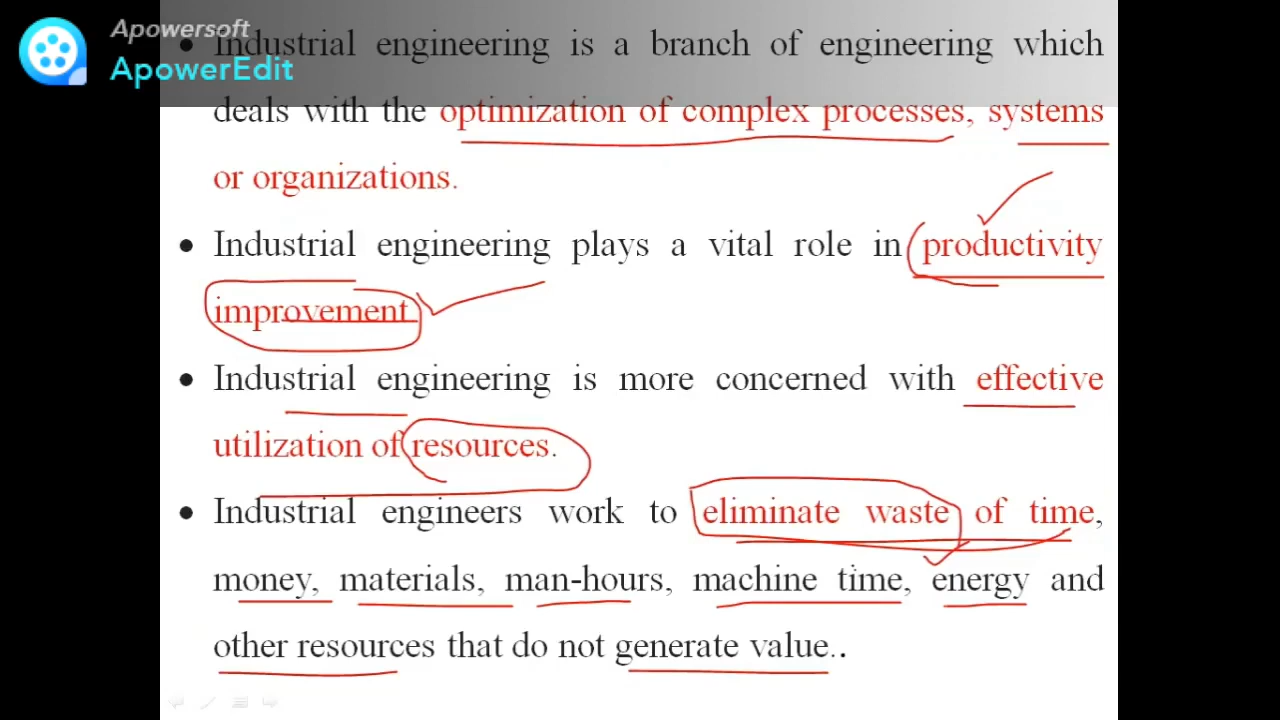 Apowersoft
ApowerEdit
• Industrial engineering is a branch of engineering which
deals with the optimization of complex processes, systems
or organizations.
• Industrial engineering plays a vital role in productivity
improvement
• Industrial engineering is more concerned with effective
utilization of resources.
• Industrial engineers work to eliminate waste of time,
money, materials, man-hours, machine time, energy and
other resources that do not generate value..